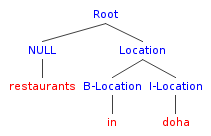 Root
NULL Location
restaurants B-Location I-Location
in doha